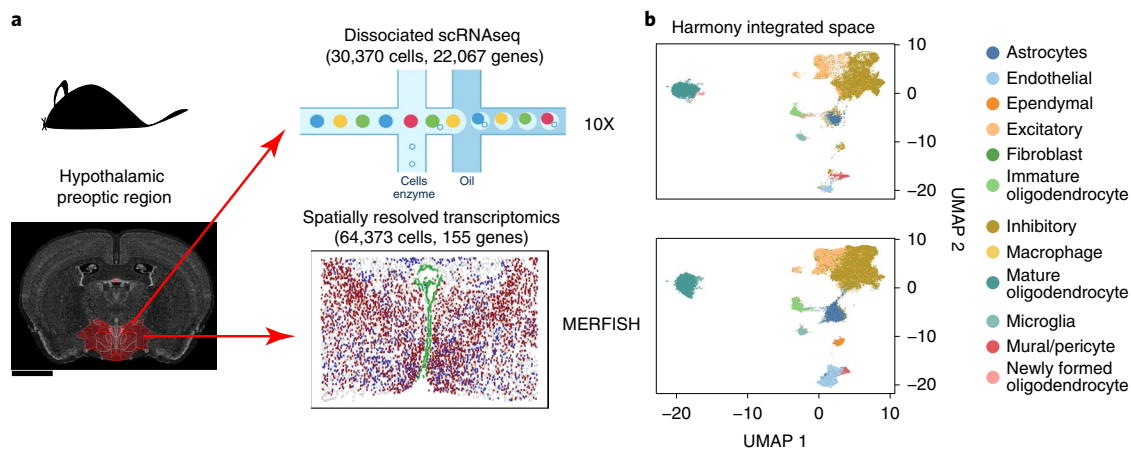 a
Dissociated scRNAseq
(30,370 cells, 22,067 genes)
10X
Cells
enzyme
Oil
Hypothalamic
preoptic region
Spatially resolved transcriptomics
(64,373 cells, 155 genes)
MERFISH
b
Harmony integrated space
10
0
−10
−20
10
0
−10
−20
UMAP 2
−20
−10
0
10
UMAP 1
Astrocytes
Endothelial
Ependymal
Excitatory
Fibroblast
Immature
oligodendrocyte
Inhibitory
Macrophage
Mature
oligodendrocyte
Microglia
Mural/pericyte
Newly formed
oligodendrocyte